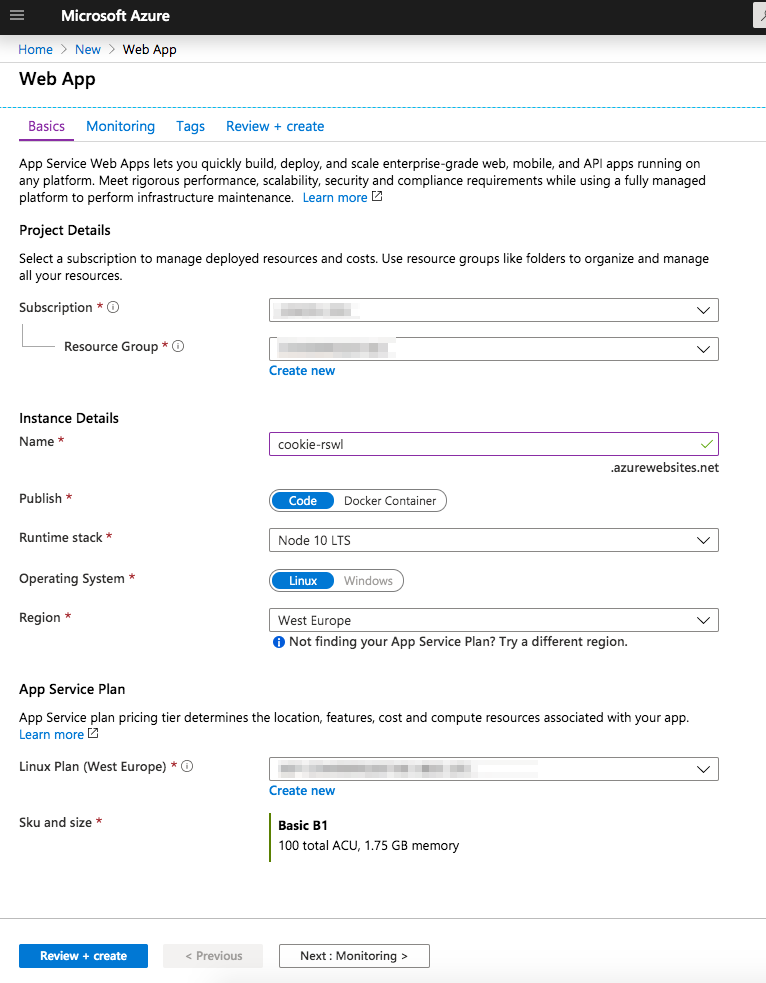 Microsoft Azure
Home > New > Web App
Web App
Basics Monitoring Tags Review + create
App Service Web Apps lets you quickly build, deploy, and scale enterprise-grade web, mobile, and API apps running on
any platform. Meet rigorous performance, scalability, security and compliance requirements while using a fully managed
platform to perform infrastructure maintenance. Learn more
Project Details
Select a subscription to manage deployed resources and costs. Use resource groups like folders to organize and manage
all your resources.
Subscription *
Resource Group *
Create new
Instance Details
Name *
cookie-rswl
.azurewebsites.net
Publish * Code Docker Container
Runtime stack * Node 10 LTS
Operating System * Linux Windows
Region * West Europe
Not finding your App Service Plan? Try a different region.
App Service Plan
App Service plan pricing tier determines the location, features, cost and compute resources associated with your app.
Learn more
Linux Plan (West Europe) *
Create new
Sku and size * Basic B1
100 total ACU, 1.75 GB memory
Review + create < Previous Next : Monitoring >